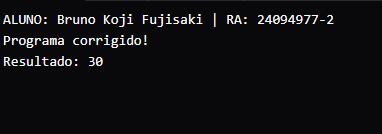 ALUNO: Bruno Koji Fujisaki | RA: 24094977-2
Programa corrigido!
Resultado: 30